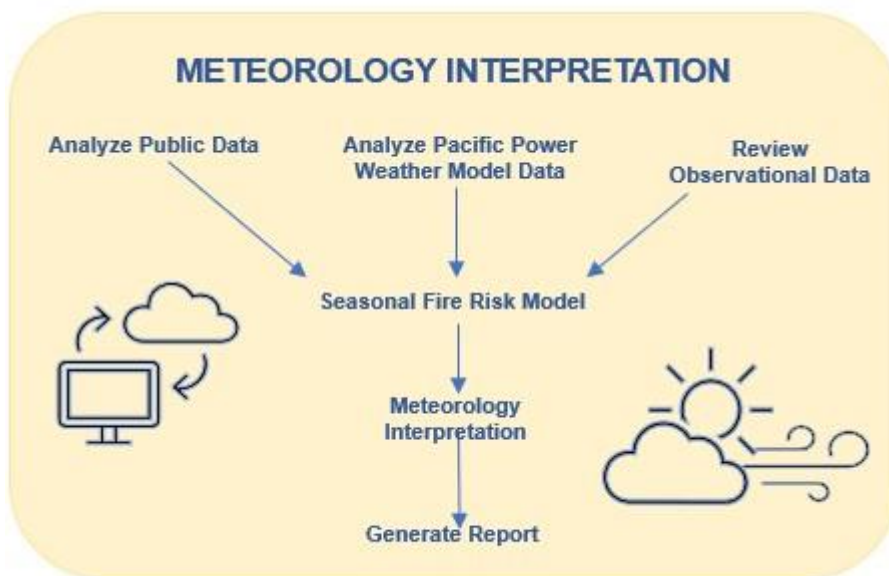 METEOROLOGY INTERPRETATION
Analyze Public Data
Analyze Pacific Power
Weather Model Data
Review
Observational Data
Seasonal Fire Risk Model
Meteorology
Interpretation
Generate Report